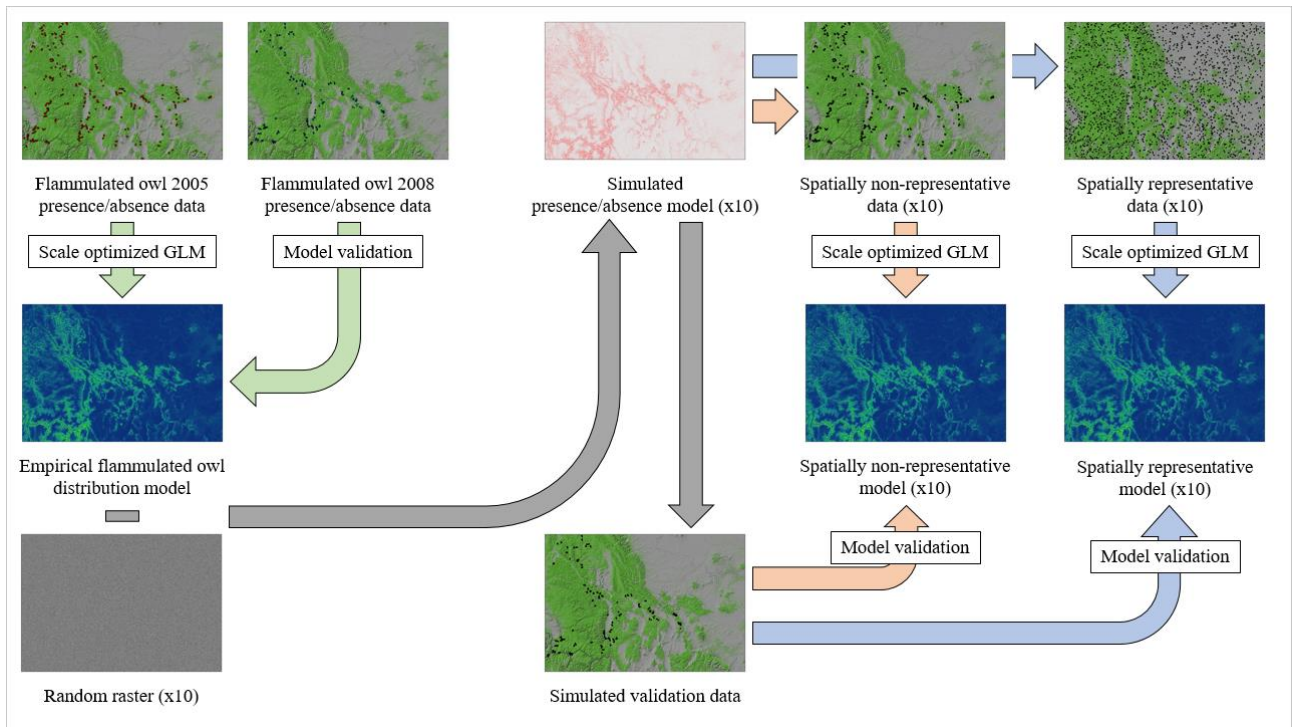 Flammulated owl 2005
presence/absence data
Flammulated owl 2008
presence/absence data
Simulated
presence/absence model (x10)
Spatially non-representative
data (x10)
Spatially representative
data (x10)
Scale optimized GLM
Model validation
Scale optimized GLM
Scale optimized GLM
Empirical flammulated owl
distribution model
Spatially non-representative
model (x10)
Spatially representative
model (x10)
Model validation
Model validation
Random raster (x10)
Simulated validation data